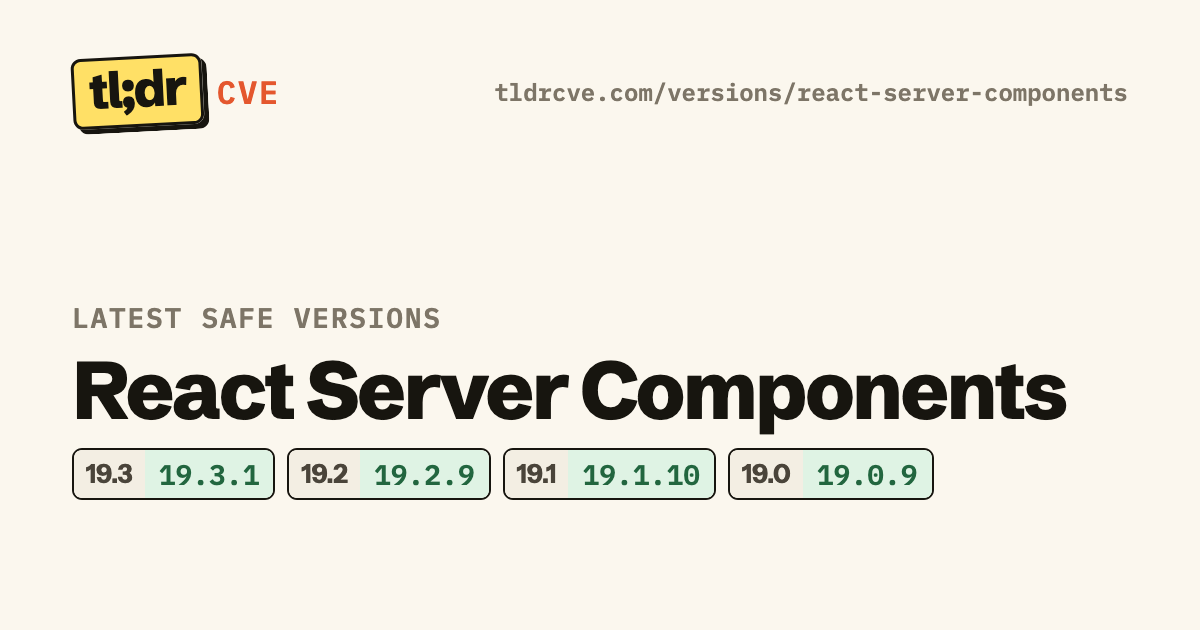 tl;dr CVE
tldrcve.com/versions/react-server-components
LATEST SAFE VERSIONS
React Server Components
19.3 19.3.1 19.2 19.2.9 19.1 19.1.10 19.0 19.0.9